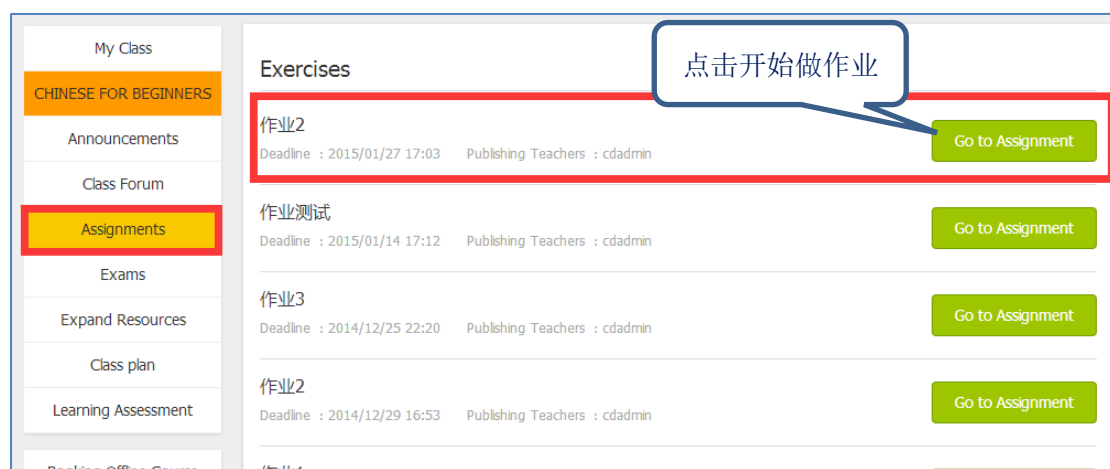 My Class
CHINESE FOR BEGINNERS
Announcements
Class Forum
Assignments
Exams
Expand Resources
Class plan
Learning Assessment
Exercises
点击开始做作业
作业2
Deadline : 2015/01/27 17:03 Publishing Teachers : cdadmin
Go to Assignment
作业测试
Deadline : 2015/01/14 17:12 Publishing Teachers : cdadmin
Go to Assignment
作业3
Deadline : 2014/12/25 22:20 Publishing Teachers : cdadmin
Go to Assignment
作业2
Deadline : 2014/12/29 16:53 Publishing Teachers : cdadmin
Go to Assignment